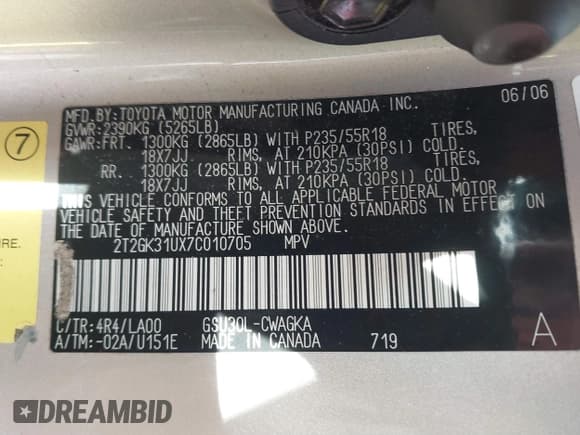 MFD.BY:TOYOTA MOTOR MANUFACTURING CANADA INC. 06/06
GVWR:2390KG (5265LB)
GAWR:FRT. 1300KG (2865LB) WITH P235/55R18 TIRES,
18X7JJ RIMS, AT 210KPA (30PSI) COLD.
RR. 1300KG (2865LB) WITH P235/55R18 TIRES,
18X7JJ RIMS, AT 210KPA (30PSI) COLD.
THIS VEHICLE CONFORMS TO ALL APPLICABLE FEDERAL MOTOR
VEHICLE SAFETY AND THEFT PREVENTION STANDARDS IN EFFECT ON
THE DATE OF MANUFACTURE SHOWN ABOVE.
2T2GK31UX7C010705 MPV
C/TR:4R4/LA00 GSU30L-CWAGKA
A/TM:-02A/U151E MADE IN CANADA 719 A
7
URE.
:
DREAMBID